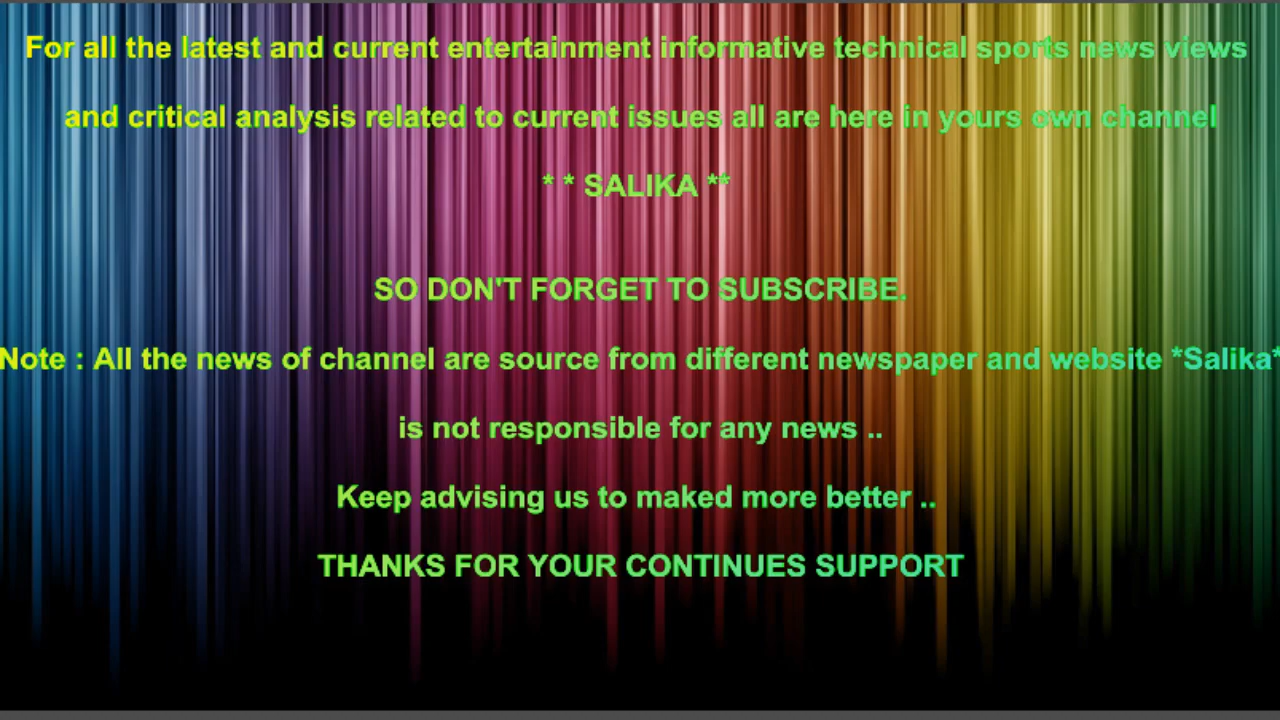 For all the latest and current entertainment informative technical sports news views
and critical analysis related to current issues all are here in yours own channel
* * SALIKA **
SO DON'T FORGET TO SUBSCRIBE.
Note : All the news of channel are source from different newspaper and website *Salika*
is not responsible for any news ..
Keep advising us to maked more better ..
THANKS FOR YOUR CONTINUES SUPPORT